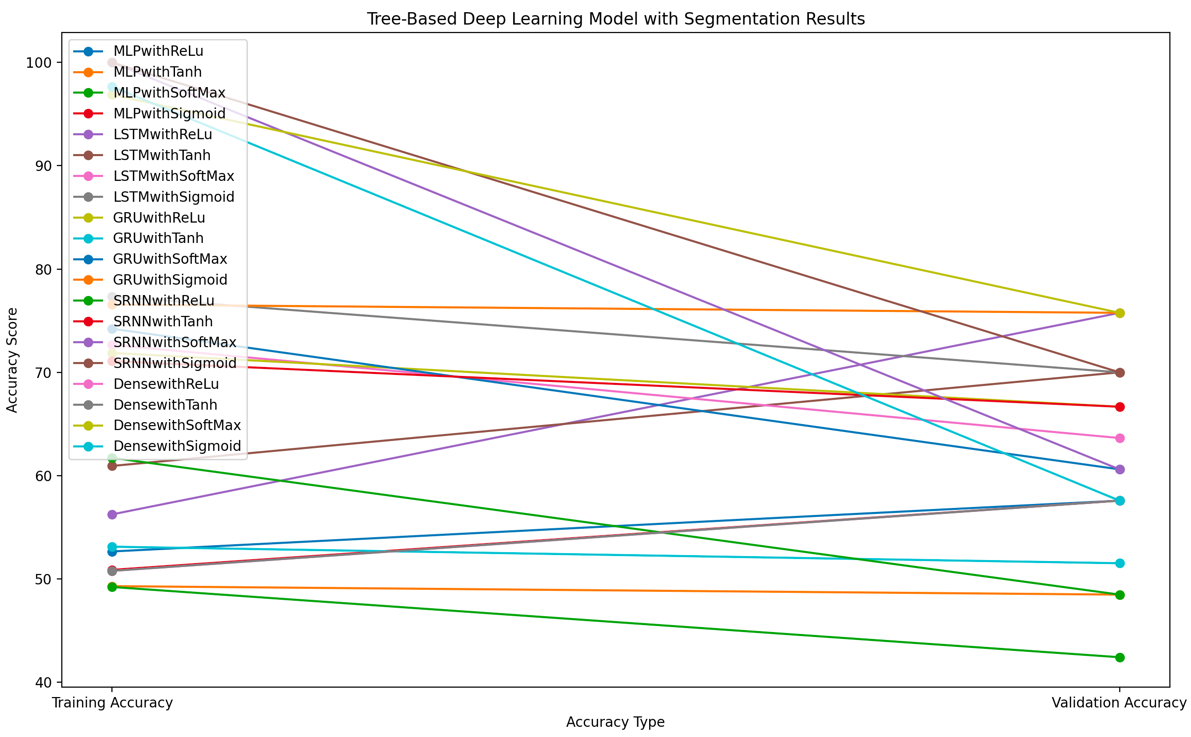 Tree-Based Deep Learning Model with Segmentation Results
100
90
80
70
60
50
40
Accuracy Score
MLPwithReLu
MLPwithTanh
MLPwithSoftMax
MLPwithSigmoid
LSTMwithReLu
LSTMwithTanh
LSTMwithSoftMax
LSTMwithSigmoid
GRUwithReLu
GRUwithTanh
GRUwithSoftMax
GRUwithSigmoid
SRNNwithReLu
SRNNwithTanh
SRNNwithSoftMax
SRNNwithSigmoid
DensewithReLu
DensewithTanh
DensewithSoftMax
DensewithSigmoid
Training Accuracy
Validation Accuracy
Accuracy Type